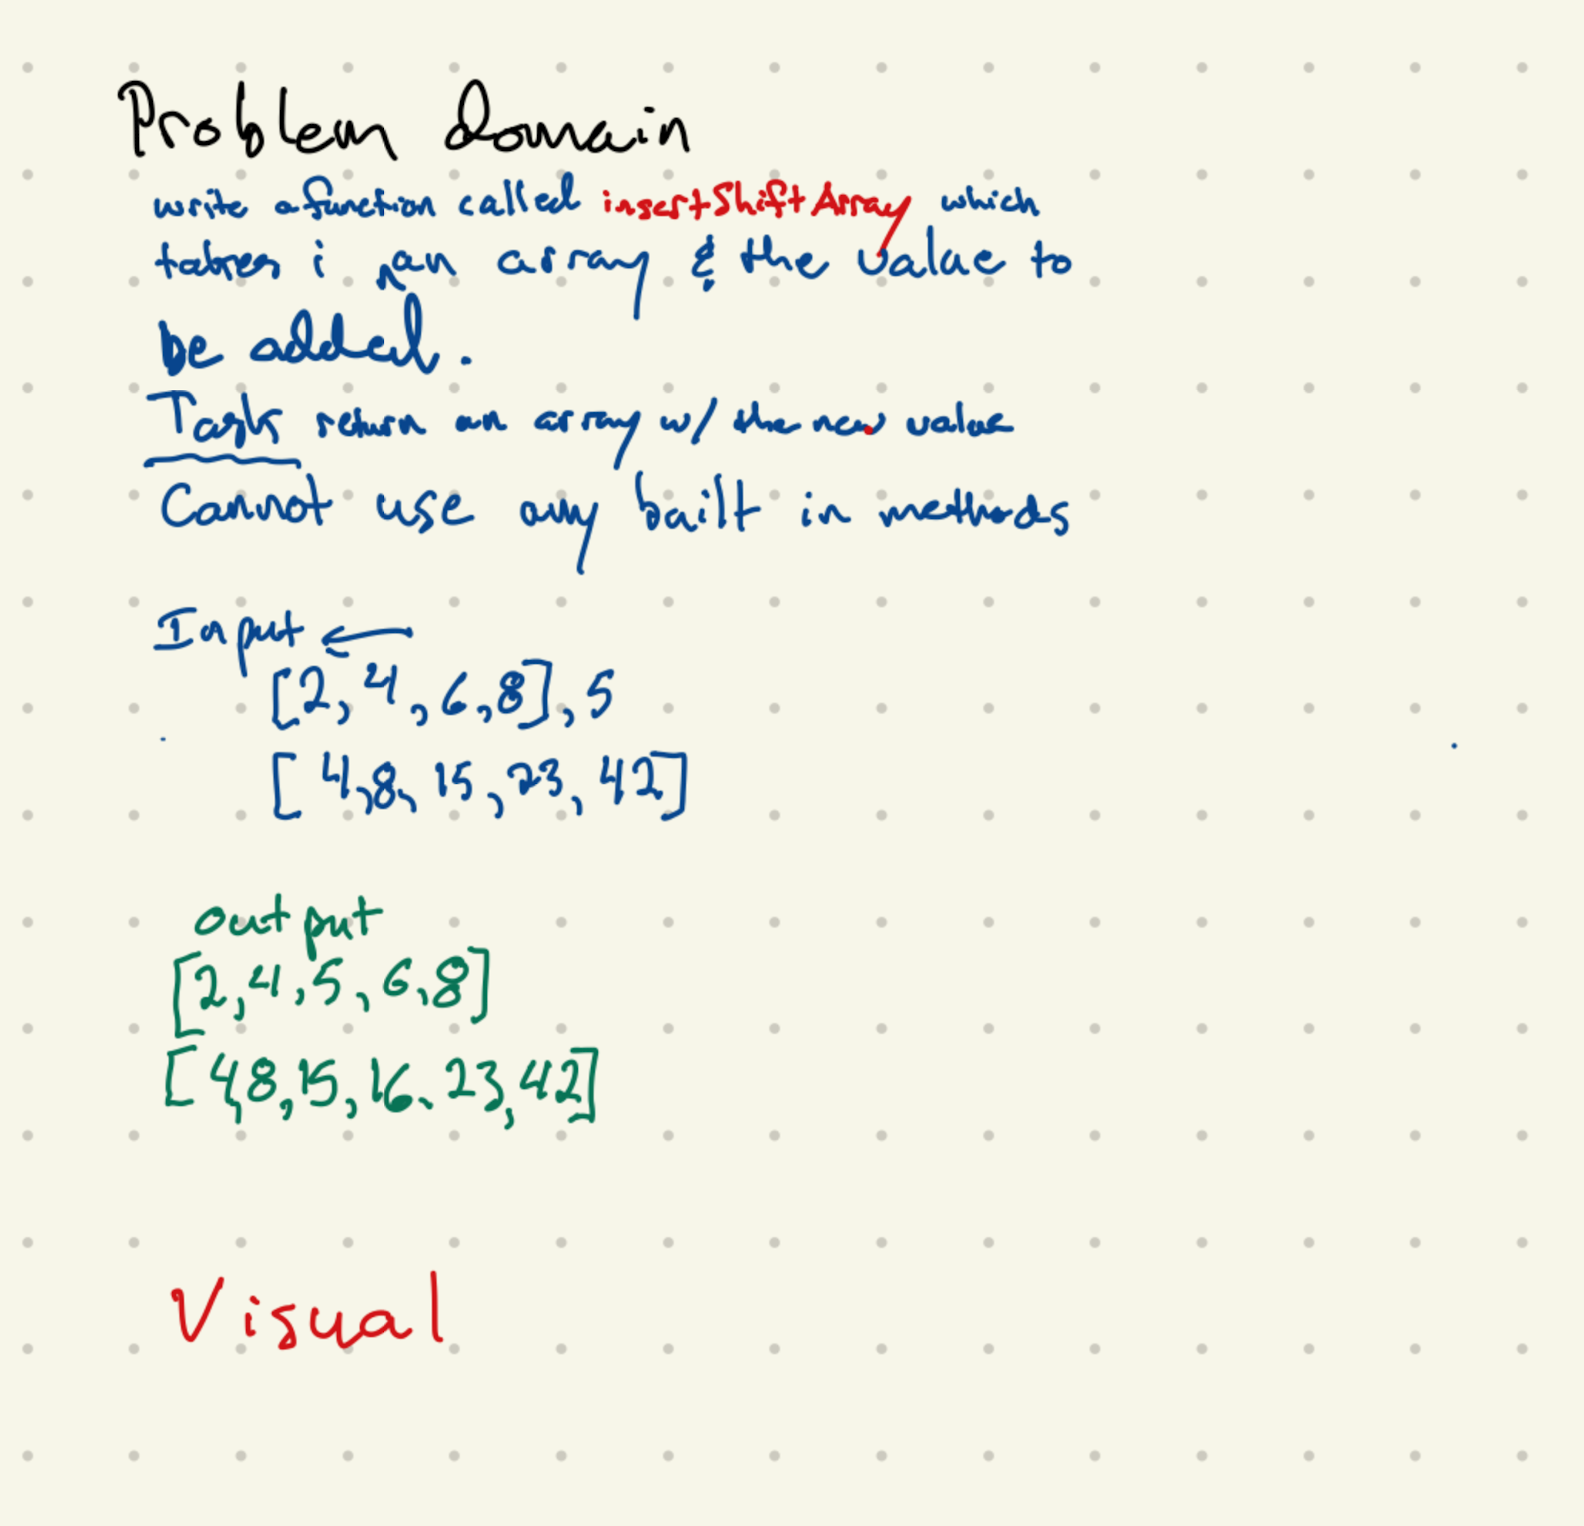 Problem domain
write a function called insertShiftArray which
takes in an array & the value to
be added.
Task return an array w/ the new value
Cannot use any built in methods
Input
[2, 4, 6, 8], 5
[4, 8, 15, 23, 42]
output
[2, 4, 5, 6, 8]
[4, 8, 15, 16, 23, 42]
Visual